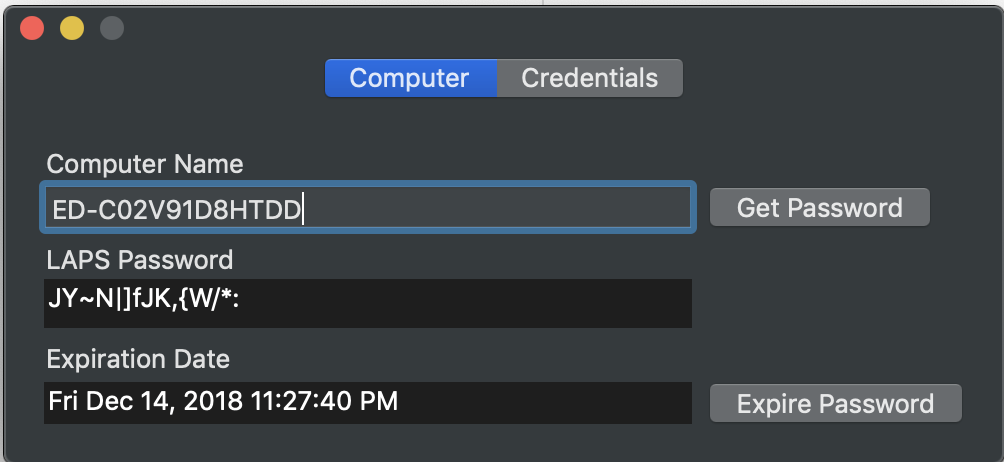 Computer Credentials
Computer Name
ED-C02V91D8HTDD Get Password
LAPS Password
JY~N|]fJK,{W/*:
Expiration Date
Fri Dec 14, 2018 11:27:40 PM Expire Password